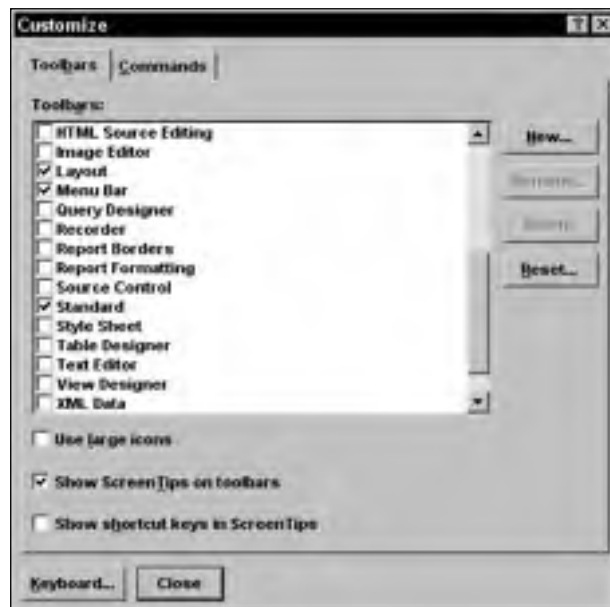 Customize
Toolbars Commands
Toolbars:
HTML Source Editing
Image Editor
Layout
Menu Bar
Query Designer
Recorder
Report Borders
Report Formatting
Source Control
Standard
Style Sheet
Table Designer
Text Editor
View Designer
XML Data
New...
Rename...
Delete
Reset...
Use large icons
Show ScreenTips on toolbars
Show shortcut keys in ScreenTips
Keyboard... Close